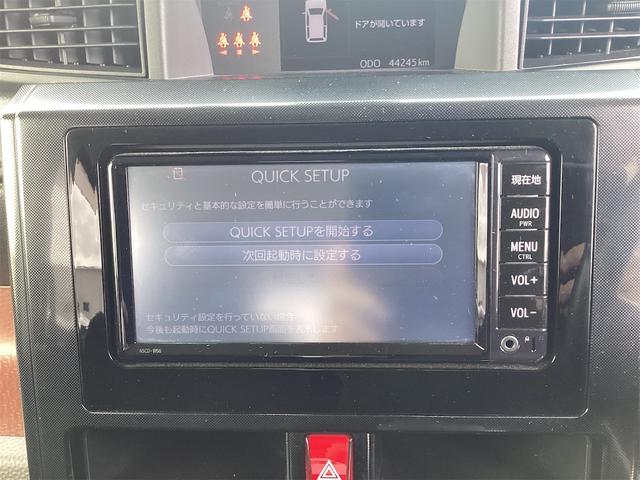 ドアが開いています
ODO 44245 km
QUICK SETUP
セキュリティと基本的な設定を簡単に行うことができます
QUICK SETUPを開始する
次回起動時に設定する
セキュリティ設定を行っていない場合
今後も起動時にQUICK SETUP画面を表示します
現在地
AUDIO
PWR
MENU
CTRL
VOL+
VOL-
NSCD-W66